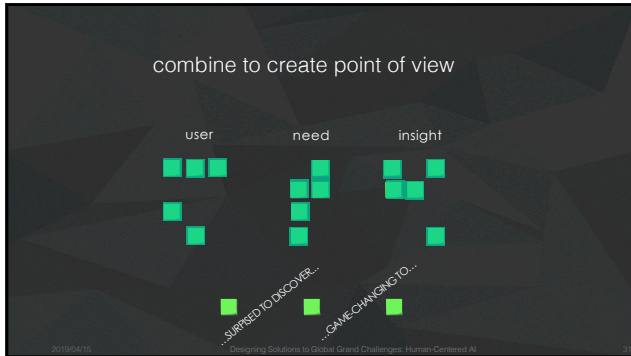 combine to create point of view
user need insight
...SURPISED TO DISCOVER...
...GAME-CHANGING TO...
2019/04/15 Designing Solutions to Global Grand Challenges: Human-Centered AI